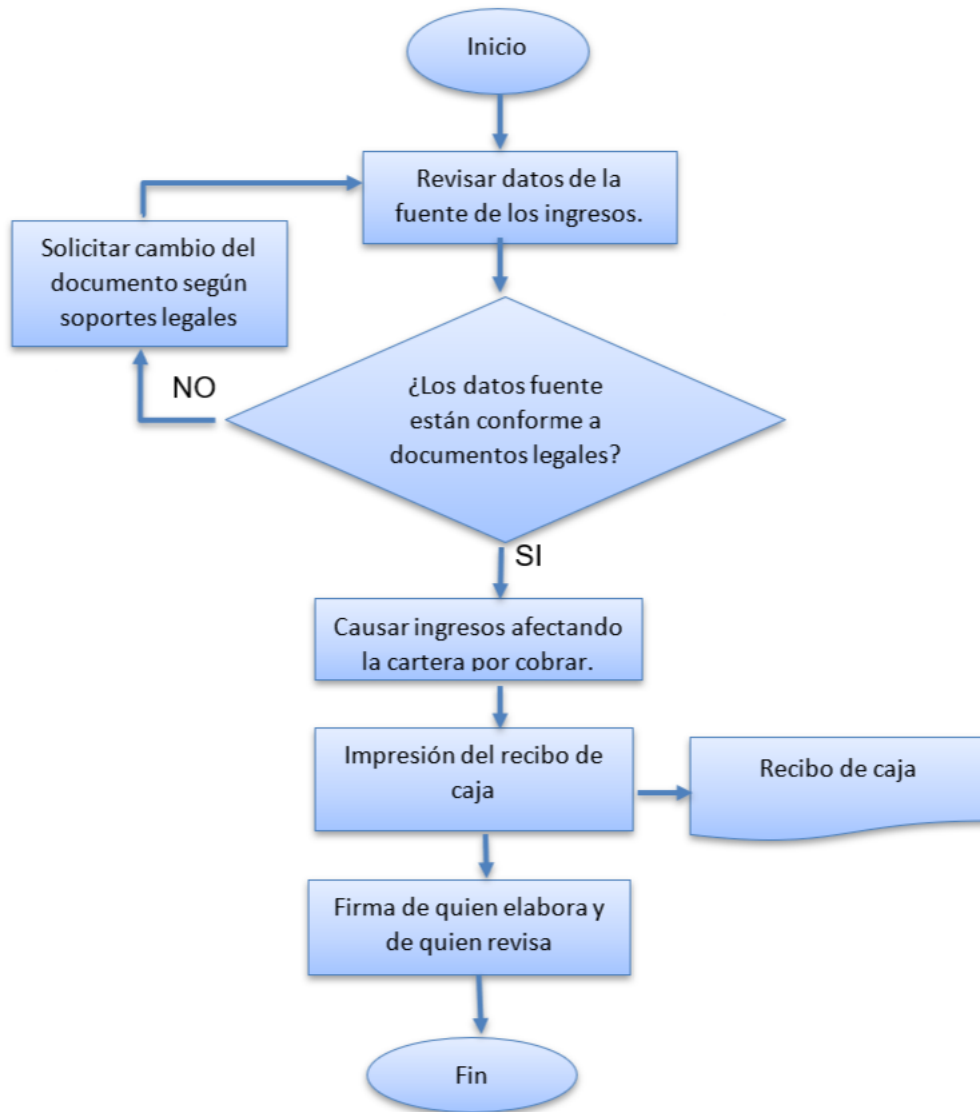 Inicio
Revisar datos de la
fuente de los ingresos.
Solicitar cambio del
documento según
soportes legales
NO
¿Los datos fuente
están conforme a
documentos legales?
SI
Causar ingresos afectando
la cartera por cobrar.
Impresión del recibo de
caja
Recibo de caja
Firma de quien elabora y
de quien revisa
Fin